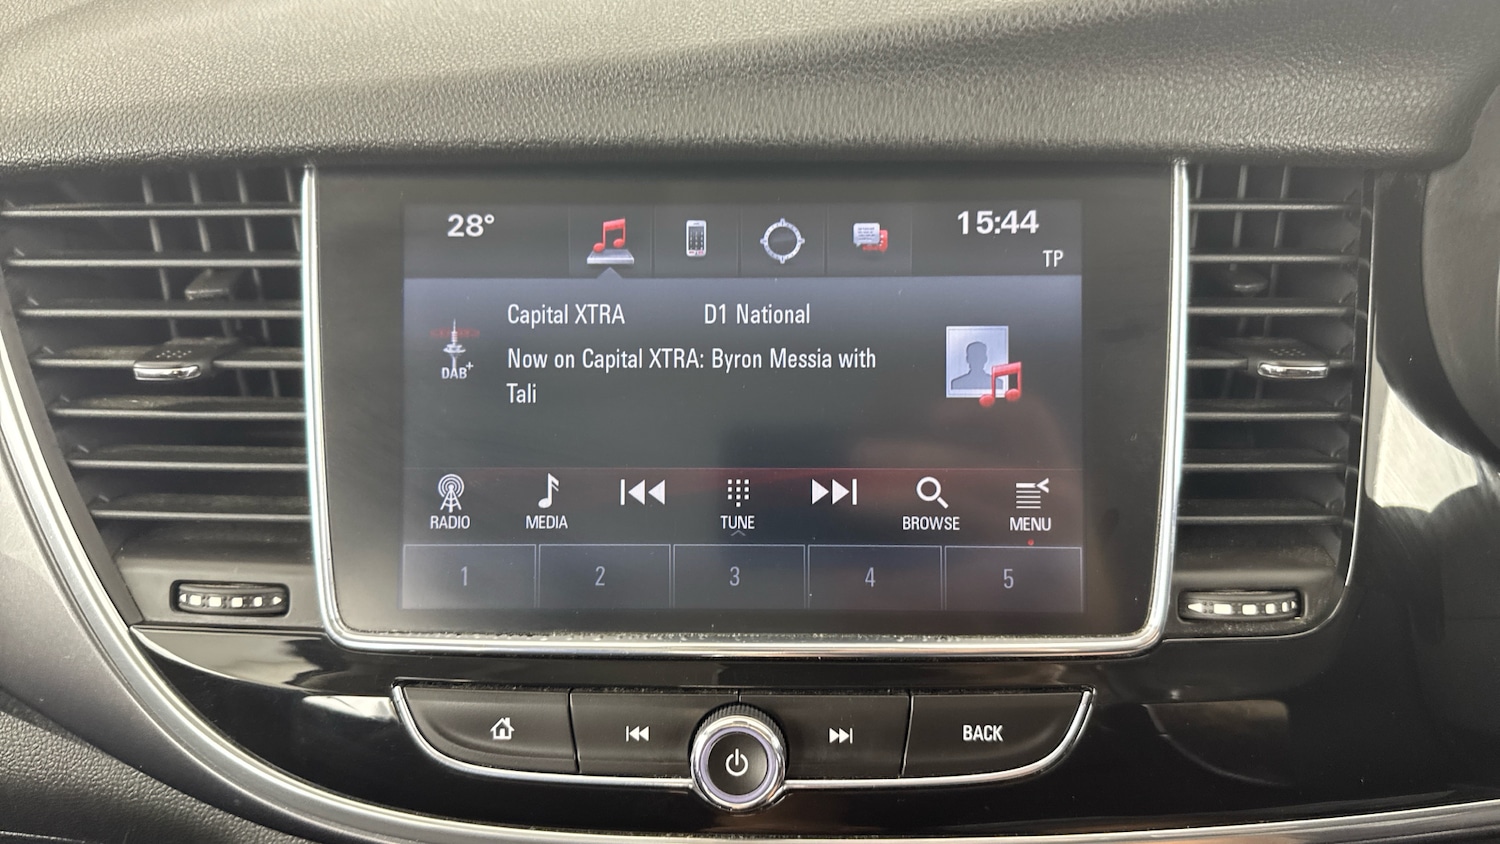 28°
15:44
TP
Capital XTRA D1 National
DAB+
Now on Capital XTRA: Byron Messia with
Tali
RADIO MEDIA TUNE BROWSE MENU
1 2 3 4 5
BACK